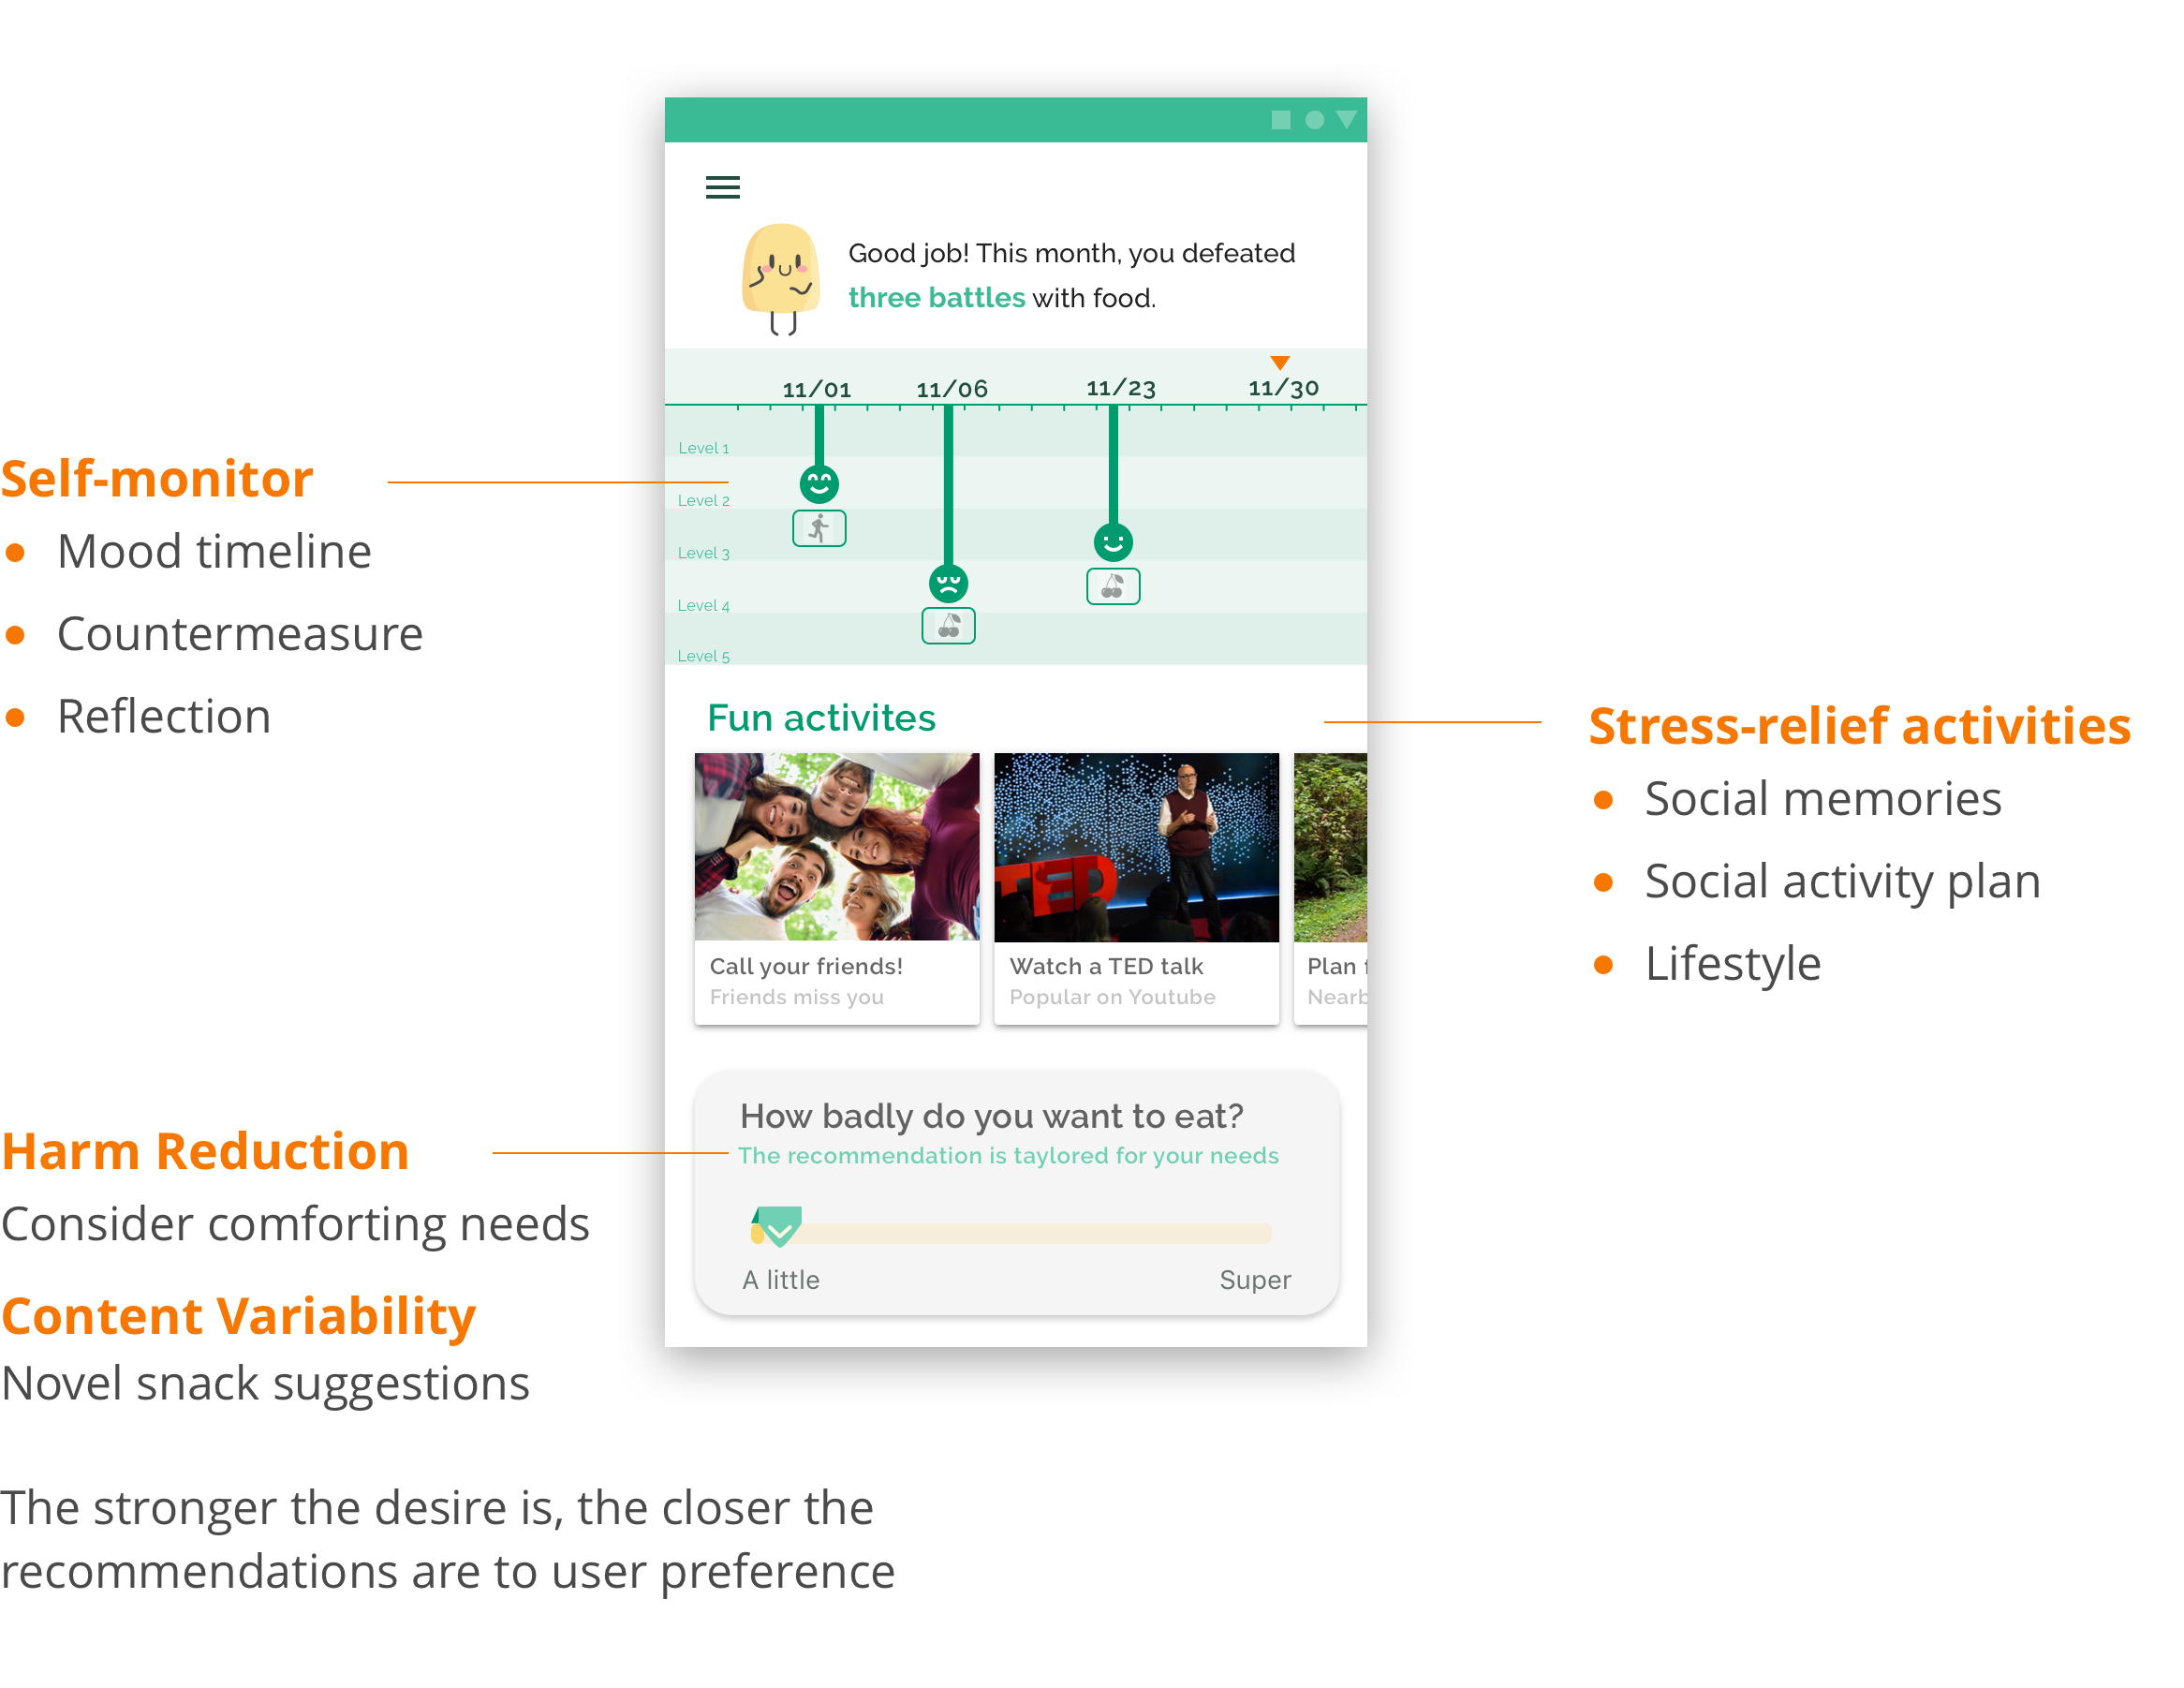 Good job! This month, you defeated
three battles with food.
11/01 11/06 11/23 11/30
Level 1
Level 2
Level 3
Level 4
Level 5
Self-monitor
Mood timeline
Countermeasure
Reflection
Fun activites
TED
Call your friends!
Friends miss you
Watch a TED talk
Popular on Youtube
Plan
Stress-relief activities
Social memories
Social activity plan
Lifestyle
How badly do you want to eat?
The recommendation is taylored for your needs
A little Super
Harm Reduction
Consider comforting needs
Content Variability
Novel snack suggestions
The stronger the desire is, the closer the
recommendations are to user preference